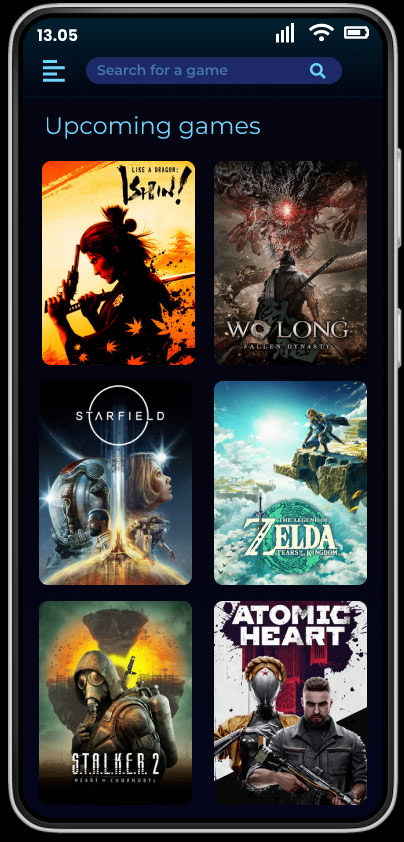 13.05
Search for a game
Upcoming games
LIKE A DRAGON:
ISHIN!
WO LONG
FALLEN DYNASTY
STARFIELD
THE LEGEND OF
ZELDA
TEARS OF THE KINGDOM
S.T.A.L.K.E.R. 2
HEART OF CHORNOBYL
ATOMIC
HEART